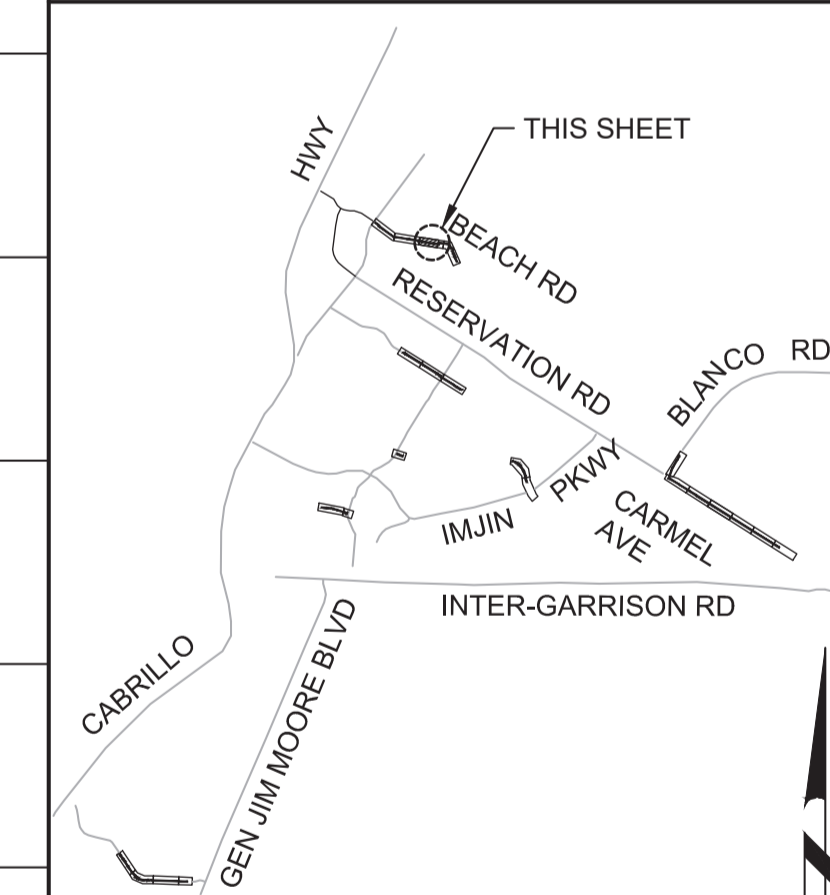 THIS SHEET
HWY
BEACH RD
RESERVATION RD
BLANCO RD
PKWY
CARMEL
AVE
IMJIN
INTER-GARRISON RD
CABRILLO
GEN JIM MOORE BLVD